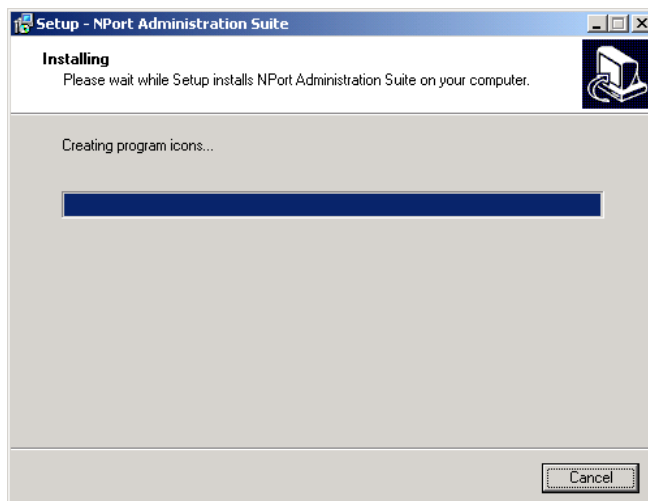 Setup - NPort Administration Suite
Installing
Please wait while Setup installs NPort Administration Suite on your computer.
Creating program icons...
Cancel